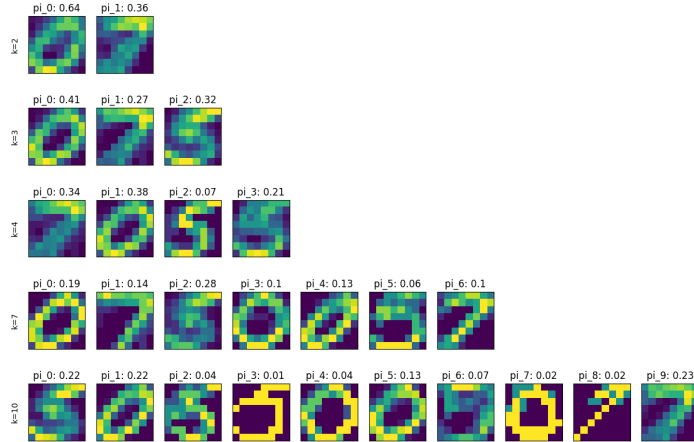 pi_0: 0.64 pi_1: 0.36
k=2
pi_0: 0.41 pi_1: 0.27 pi_2: 0.32
k=3
pi_0: 0.34 pi_1: 0.38 pi_2: 0.07 pi_3: 0.21
k=4
pi_0: 0.19 pi_1: 0.14 pi_2: 0.28 pi_3: 0.1 pi_4: 0.13 pi_5: 0.06 pi_6: 0.1
k=7
pi_0: 0.22 pi_1: 0.22 pi_2: 0.04 pi_3: 0.01 pi_4: 0.04 pi_5: 0.13 pi_6: 0.07 pi_7: 0.02 pi_8: 0.02 pi_9: 0.23
k=10